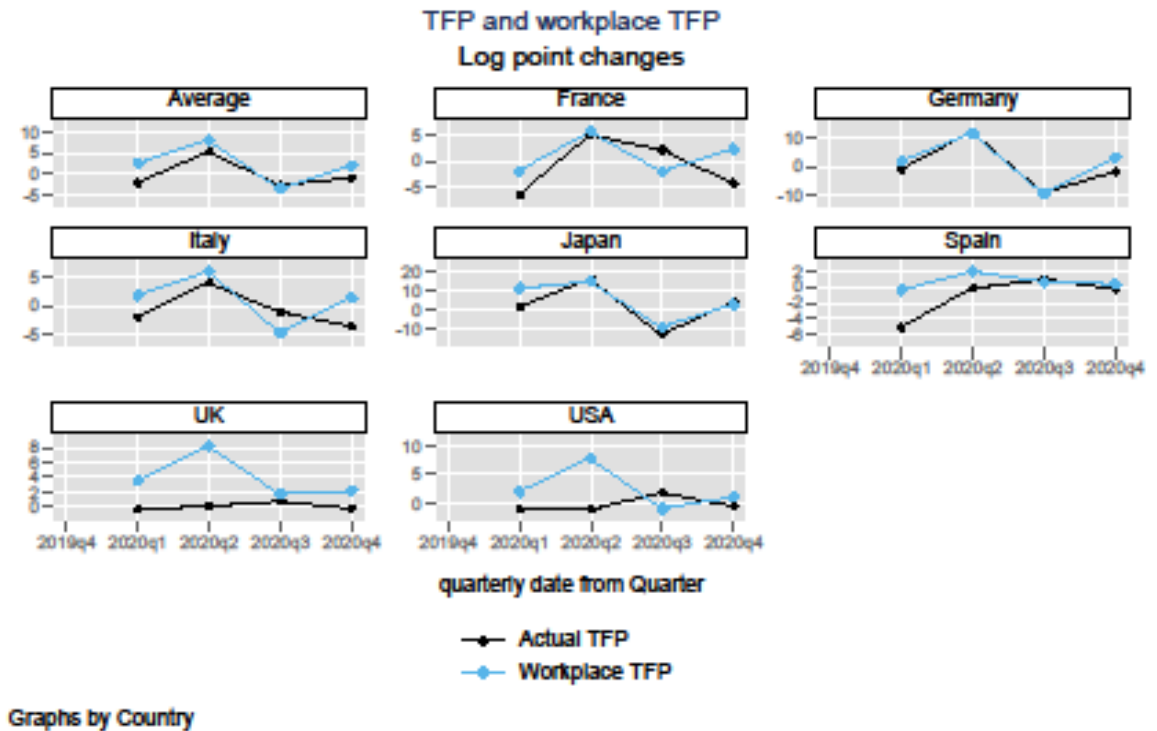 TFP and workplace TFP
Log point changes
Average
France
Germany
10
5
0
-5
5
0
-5
10
0
-10
Italy
Japan
Spain
5
0
-5
20
10
0
-10
2
0
-2
-4
2019q4 2020q1 2020q2 2020q3 2020q4
UK
USA
8
6
4
2
0
10
5
0
2019q4 2020q1 2020q2 2020q3 2020q4
2019q4 2020q1 2020q2 2020q3 2020q4
quarterly date from Quarter
Actual TFP
Workplace TFP
Graphs by Country